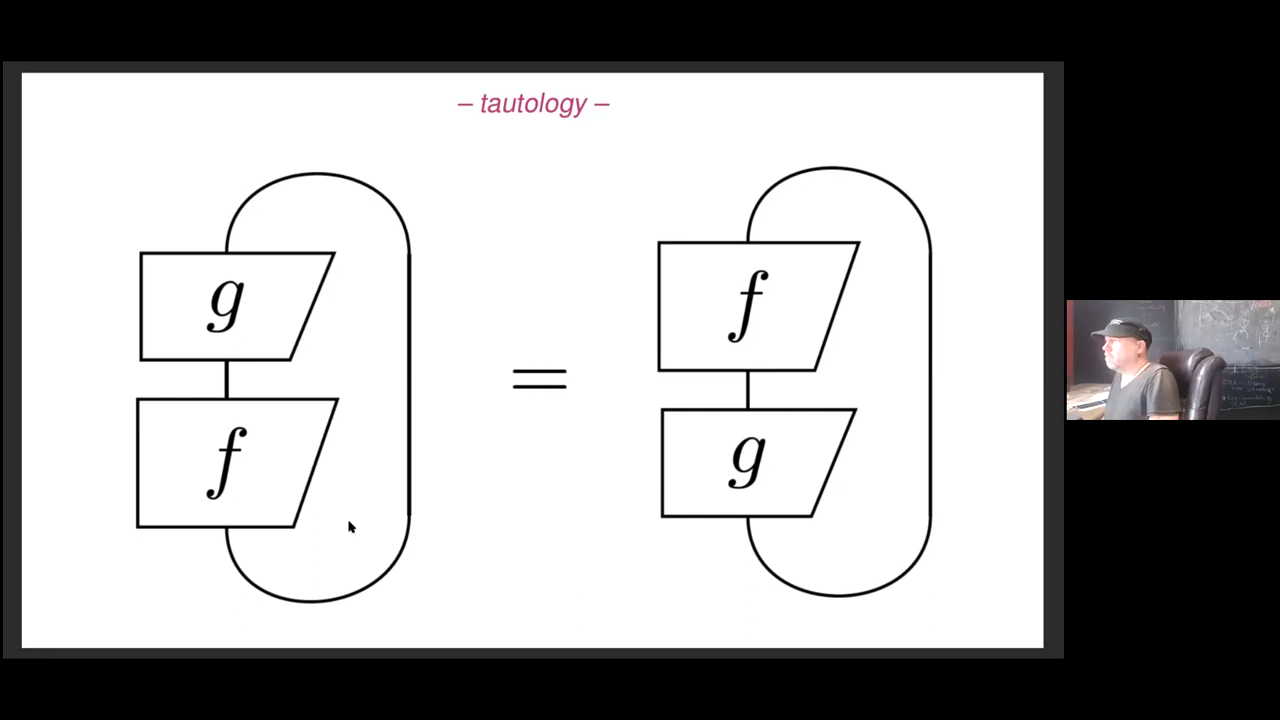 – tautology –
g
f
=
f
g